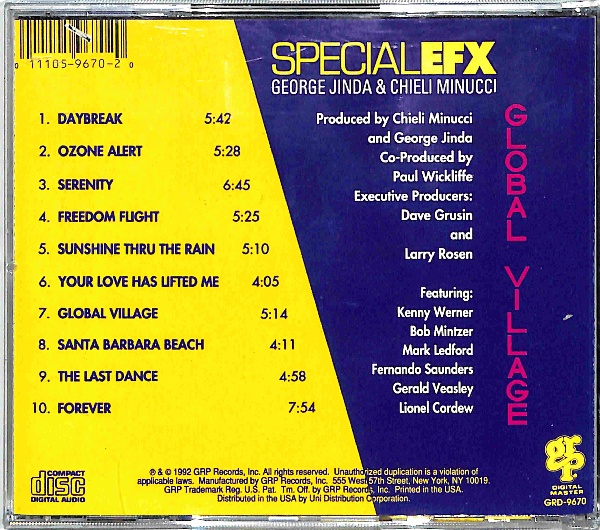 0 11105-9670-2 0
SPECIAL EFX
GEORGE JINDA & CHIELI MINUCCI
GLOBAL VILLAGE
1. DAYBREAK 5:42
2. OZONE ALERT 5:28
3. SERENITY 6:45
4. FREEDOM FLIGHT 5:25
5. SUNSHINE THRU THE RAIN 5:10
6. YOUR LOVE HAS LIFTED ME 4:05
7. GLOBAL VILLAGE 5:14
8. SANTA BARBARA BEACH 4:11
9. THE LAST DANCE 4:58
10. FOREVER 7:54
Produced by Chieli Minucci
and George Jinda
Co-Produced by
Paul Wickliffe
Executive Producers:
Dave Grusin
and
Larry Rosen
Featuring:
Kenny Werner
Bob Mintzer
Mark Ledford
Fernando Saunders
Gerald Veasley
Lionel Cordew
COMPACT
disc
DIGITAL AUDIO
℗ & © 1992 GRP Records, Inc. All rights reserved. Unauthorized duplication is a violation of
applicable laws. Manufactured by GRP Records, Inc. 555 West 57th Street, New York, NY 10019.
GRP Trademark Reg. U.S. Pat. Tm. Off. by GRP Records, Inc. Printed in the USA.
Distributed in the USA by Uni Distribution Corporation.
grp
DIGITAL
MASTER
GRD-9670